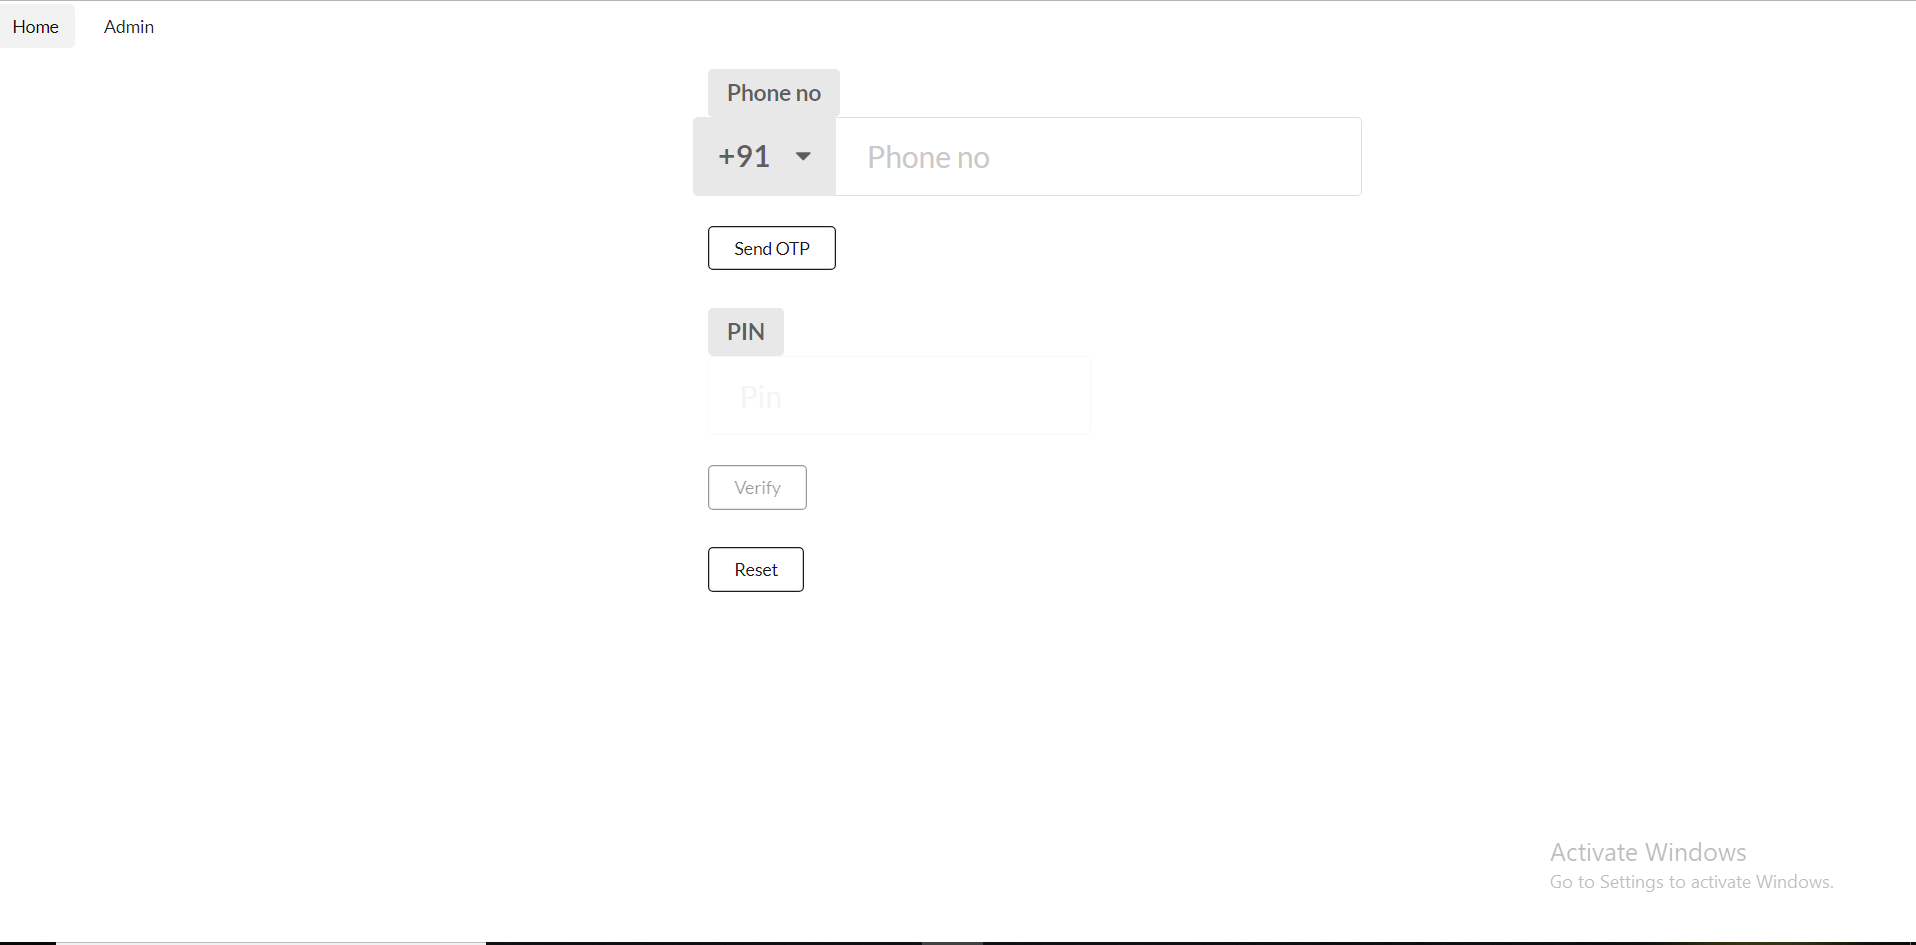 Home Admin
Phone no
+91 Phone no
Send OTP
PIN
Pin
Verify
Reset
Activate Windows
Go to Settings to activate Windows.